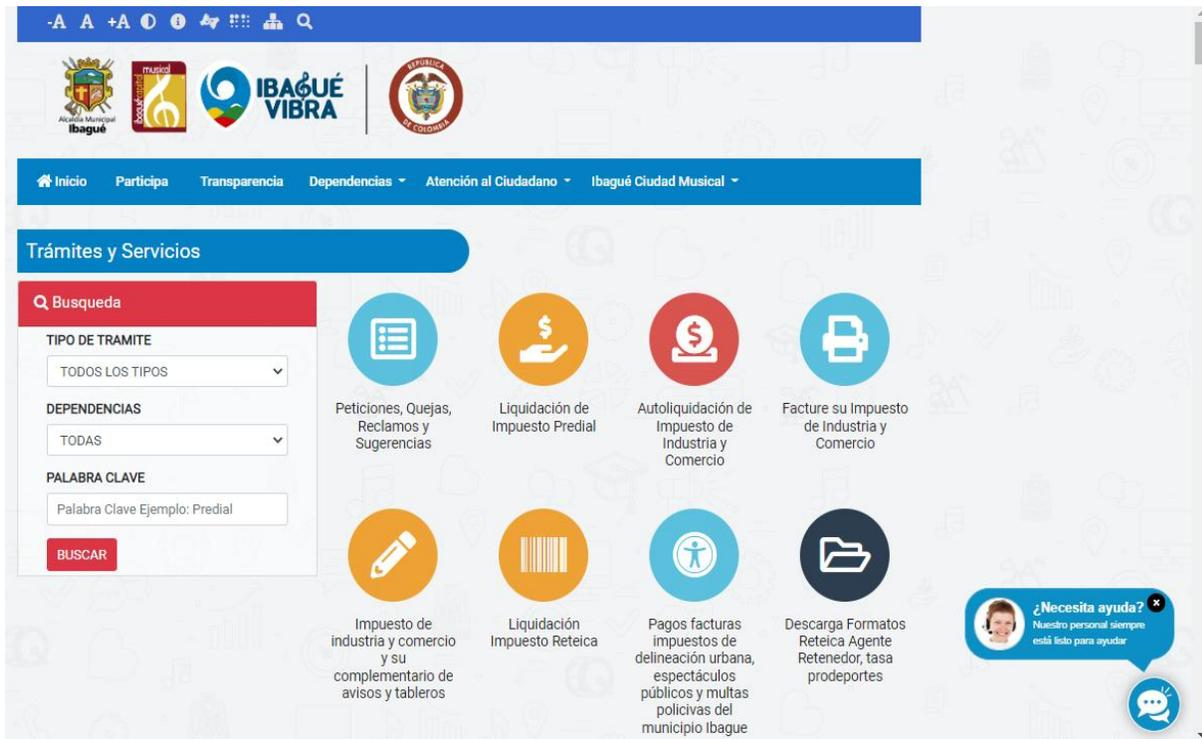 -A A +A
musical
ibagué capital
Alcaldía Municipal
Ibagué
IBAGUÉ
VIBRA
REPÚBLICA
DE COLOMBIA
Inicio Participa Transparencia Dependencias Atención al Ciudadano Ibagué Ciudad Musical
Trámites y Servicios
Busqueda
TIPO DE TRAMITE
TODOS LOS TIPOS
DEPENDENCIAS
TODAS
PALABRA CLAVE
Palabra Clave Ejemplo: Predial
BUSCAR
Peticiones, Quejas,
Reclamos y
Sugerencias
Liquidación de
Impuesto Predial
Autoliquidación de
Impuesto de
Industria y
Comercio
Facture su Impuesto
de Industria y
Comercio
Impuesto de
industria y comercio
y su
complementario de
avisos y tableros
Liquidación
Impuesto Reteica
Pagos facturas
impuestos de
delineación urbana,
espectáculos
públicos y multas
policivas del
municipio Ibague
Descarga Formatos
Reteica Agente
Retenedor, tasa
prodeportes
¿Necesita ayuda?
Nuestro personal siempre
está listo para ayudar